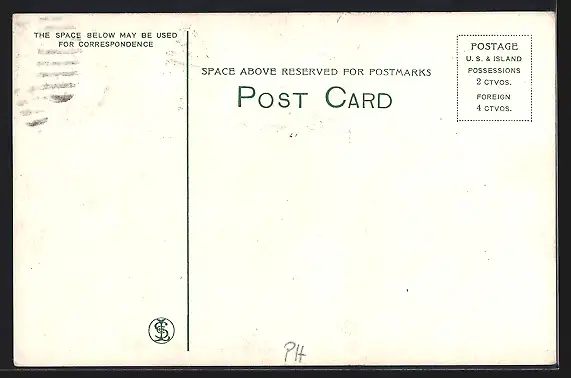 THE SPACE BELOW MAY BE USED
FOR CORRESPONDENCE
SPACE ABOVE RESERVED FOR POSTMARKS
POST CARD
POSTAGE
U. S. & ISLAND
POSSESSIONS
2 CTVOS.
FOREIGN
4 CTVOS.
PH